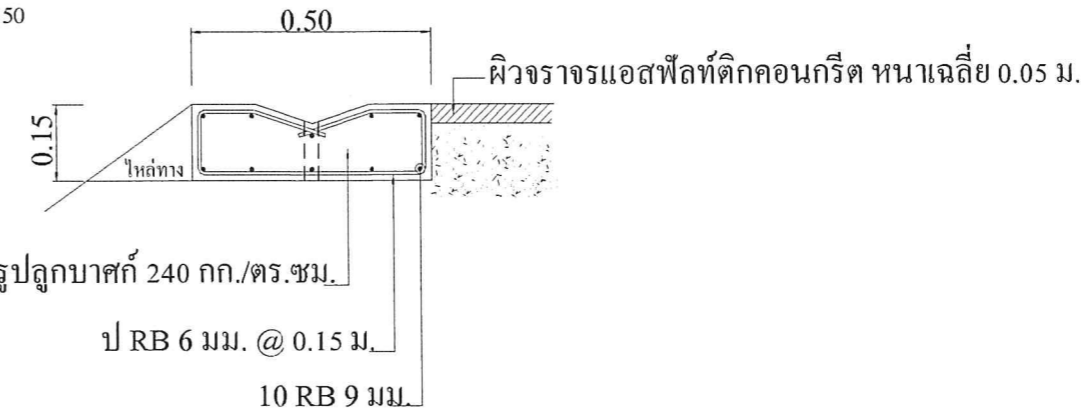 50
0.50
ผิวจราจรแอสฟัลท์ติกคอนกรีต หนาเฉลี่ย 0.05 ม.
0.15
ไหล่ทาง
รูปลูกบาศก์ 240 กก./ตร.ซม.
ป RB 6 มม. @ 0.15 ม.
10 RB 9 มม.